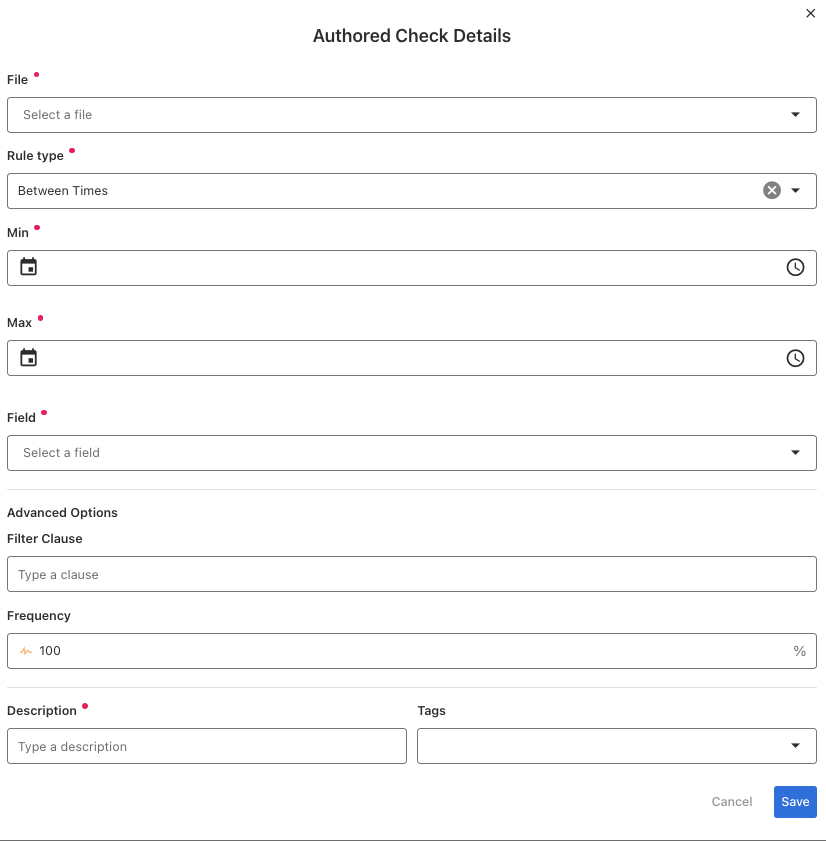 Authored Check Details
File
Select a file
Rule type
Between Times
Min
Max
Field
Select a field
Advanced Options
Filter Clause
Type a clause
Frequency
100 %
Description Tags
Type a description
Cancel Save